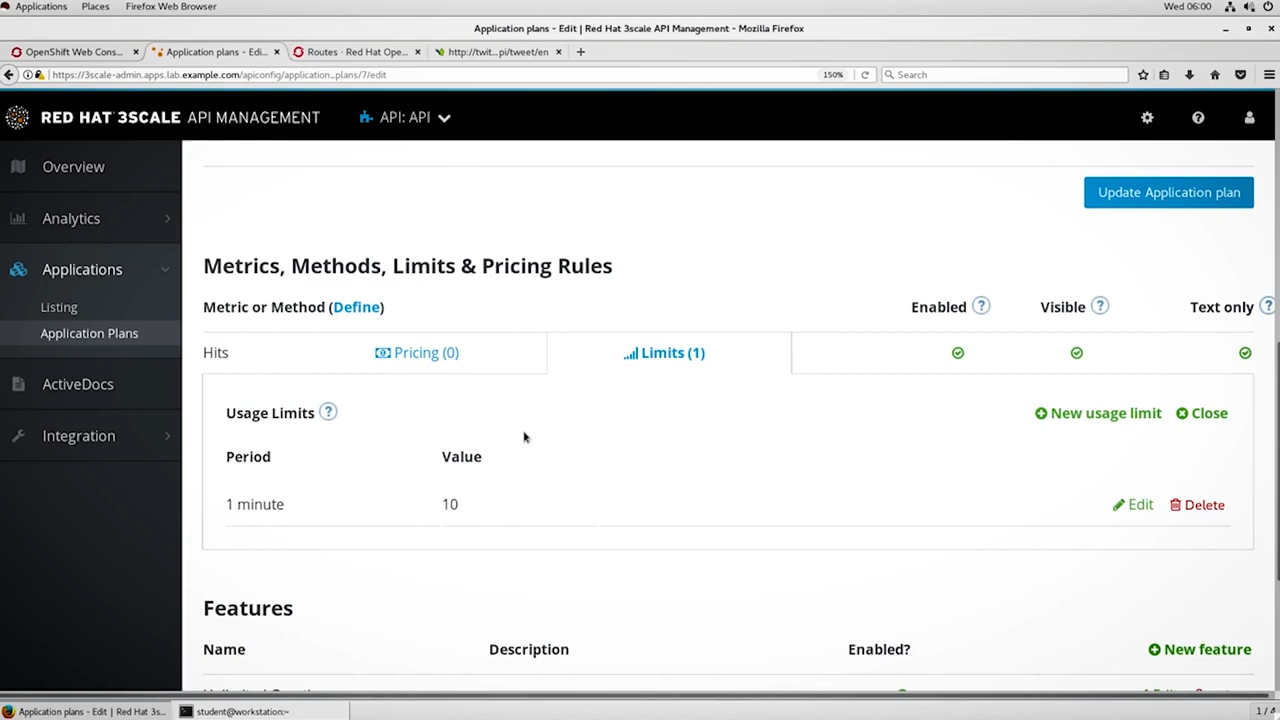 Applications Places Firefox Web Browser Wed 06:00
Application plans - Edit | Red Hat 3scale API Management - Mozilla Firefox
OpenShift Web Cons... × Application plans - Edi... × Routes · Red Hat Ope... × http://twit...pi/tweet/en × +
https://3scale-admin.apps.lab.example.com/apiconfig/application_plans/7/edit 150% Search
RED HAT 3SCALE API MANAGEMENT API: API
Overview
Analytics
Applications
Listing
Application Plans
ActiveDocs
Integration
Update Application plan
Metrics, Methods, Limits & Pricing Rules
Metric or Method (Define) Enabled ? Visible ? Text only ?
Hits Pricing (0) Limits (1)
Usage Limits ? New usage limit Close
Period Value
1 minute 10 Edit Delete
Features
Name Description Enabled? New feature
Application plans - Edit | Red Hat 3s... student@workstation:~ 1 / 4